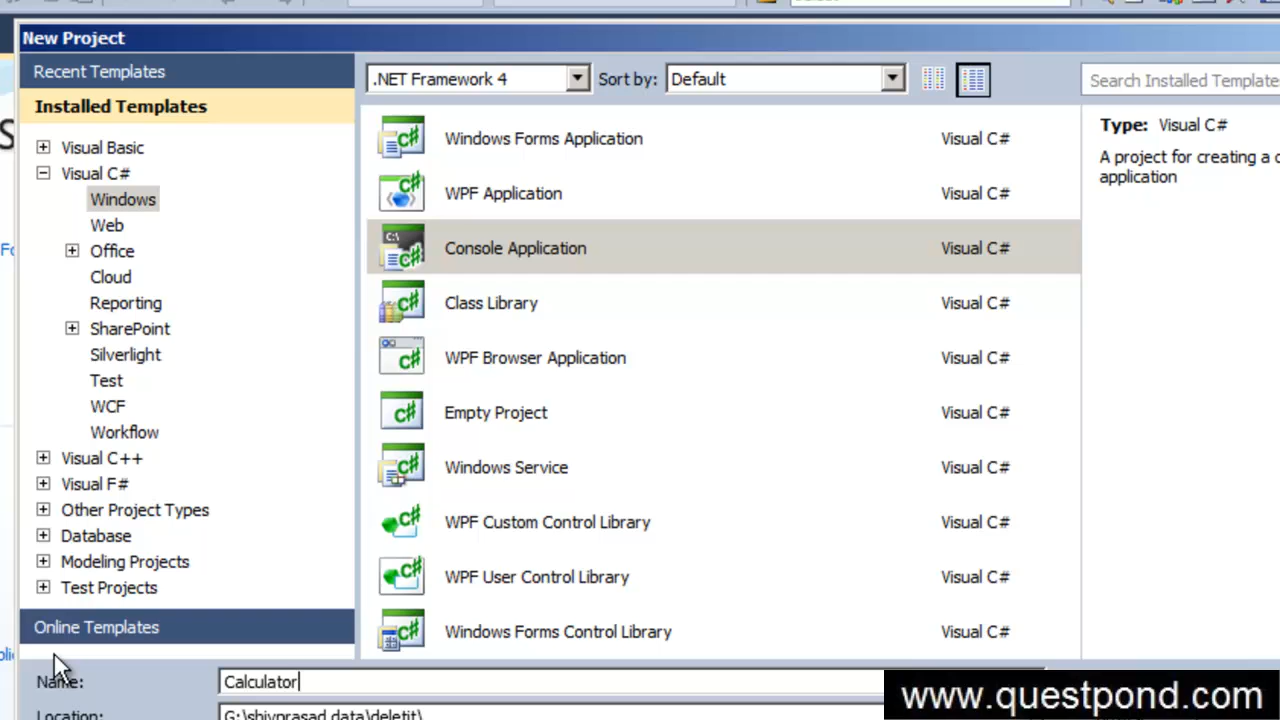 New Project
Recent Templates
.NET Framework 4 Sort by: Default Search Installed Template
Installed Templates
Visual Basic
Visual C#
Windows
Web
Office
Cloud
Reporting
SharePoint
Silverlight
Test
WCF
Workflow
Visual C++
Visual F#
Other Project Types
Database
Modeling Projects
Test Projects
Online Templates
Windows Forms Application Visual C#
WPF Application Visual C#
Console Application Visual C#
Class Library Visual C#
WPF Browser Application Visual C#
Empty Project Visual C#
Windows Service Visual C#
WPF Custom Control Library Visual C#
WPF User Control Library Visual C#
Windows Forms Control Library Visual C#
Type: Visual C#
A project for creating a c
application
Name: Calculator
Location: G:\shivprasad data\deletit\
www.questpond.com